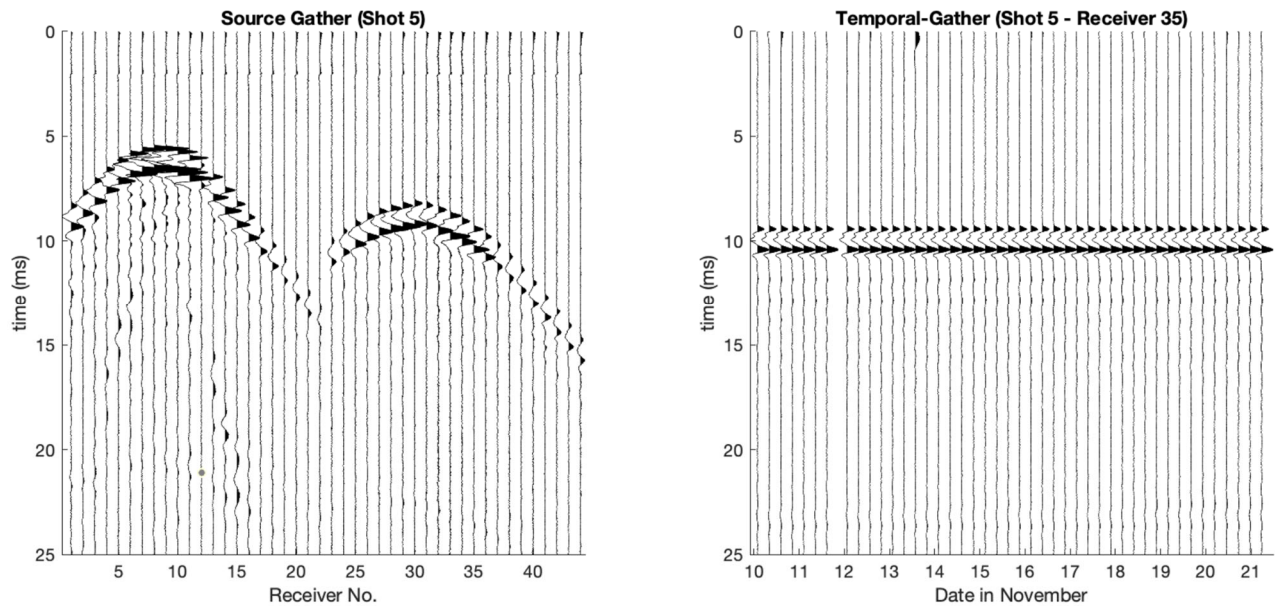 Source Gather (Shot 5)
0
5
10
15
20
25
time (ms)
5 10 15 20 25 30 35 40
Receiver No.
Temporal-Gather (Shot 5 - Receiver 35)
0
5
10
15
20
25
time (ms)
10 11 12 13 14 15 16 17 18 19 20 21
Date in November